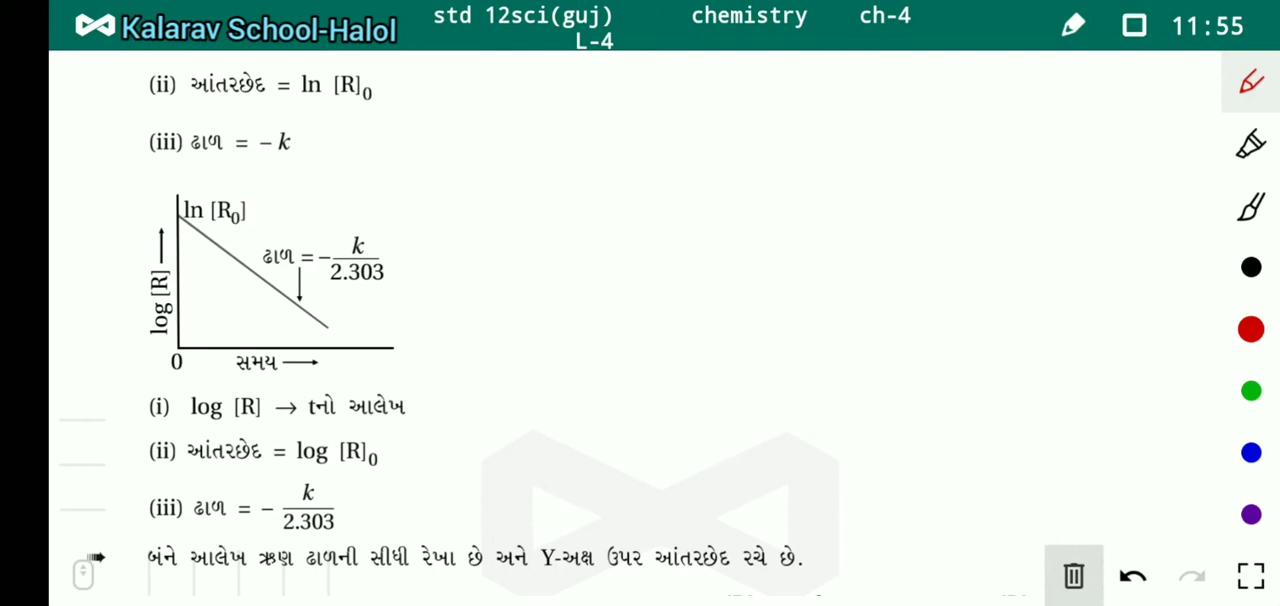 Kalarav School-Halol std 12sci(guj) chemistry ch-4 11:55
L-4
(ii) આંતરછેદ = ln [R]₀
(iii) ઢાળ = – k
ln [R₀]
ઢાળ = – k/2.303
log [R]
0 સમય
(i) log [R] → tનો આલેખ
(ii) આંતરછેદ = log [R]₀
(iii) ઢાળ = – k/2.303
બંને આલેખ ઋણ ઢાળની સીધી રેખા છે અને Y-અક્ષ ઉપર આંતરછેદ રચે છે.